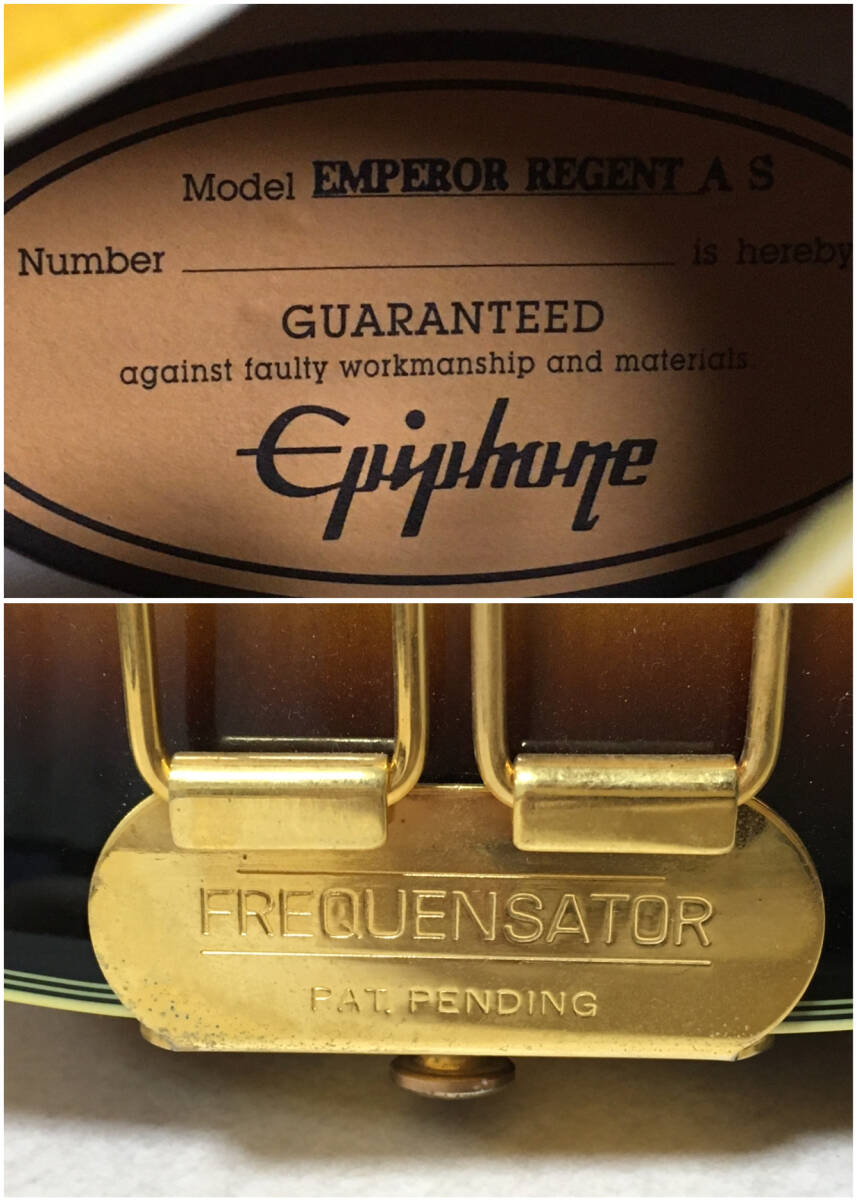 Model EMPEROR REGENT A S
Number is hereby
GUARANTEED
against faulty workmanship and materials
Epiphone
FREQUENSATOR
PAT. PENDING